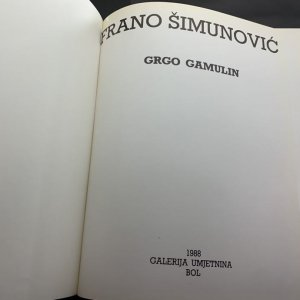 FRANO ŠIMUNOVIĆ
GRGO GAMULIN
1988
GALERIJA UMJETNINA
BOL